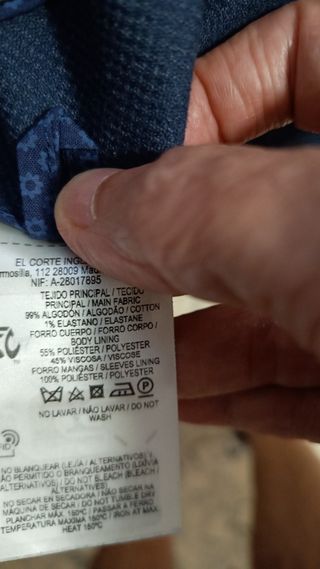 EL CORTE ING
mosilla, 112 28009 Mad
NIF: A-28017895
TEJIDO PRINCIPAL / TECIDO
PRINCIPAL / MAIN FABRIC
99% ALGODÓN / ALGODÃO / COTTON
1% ELASTANO / ELASTANE
FORRO CUERPO / FORRO CORPO /
BODY LINING
55% POLIÉSTER / POLYESTER
45% VISCOSA / VISCOSE
FORRO MANGAS / SLEEVES LINING
100% POLIÉSTER / POLYESTER
P
NO LAVAR / NÃO LAVAR / DO NOT
WASH
RFID
NO BLANQUEAR (LEJÍA / ALTERNATIVOS) /
NÃO PERMITIDO O BRANQUEAMENTO (LIXÍVIA
/ ALTERNATIVOS) / DO NOT BLEACH (BLEACH /
ALTERNATIVES)
NO SECAR EN SECADORA / NÃO SECAR NA
MÁQUINA DE SECAR / DO NOT TUMBLE DRY
PLANCHAR MÁX 150ºC / PASSAR A FERRO
TEMPERATURA MAXIMA 150ºC / IRON AT MAX
HEAT 150ºC